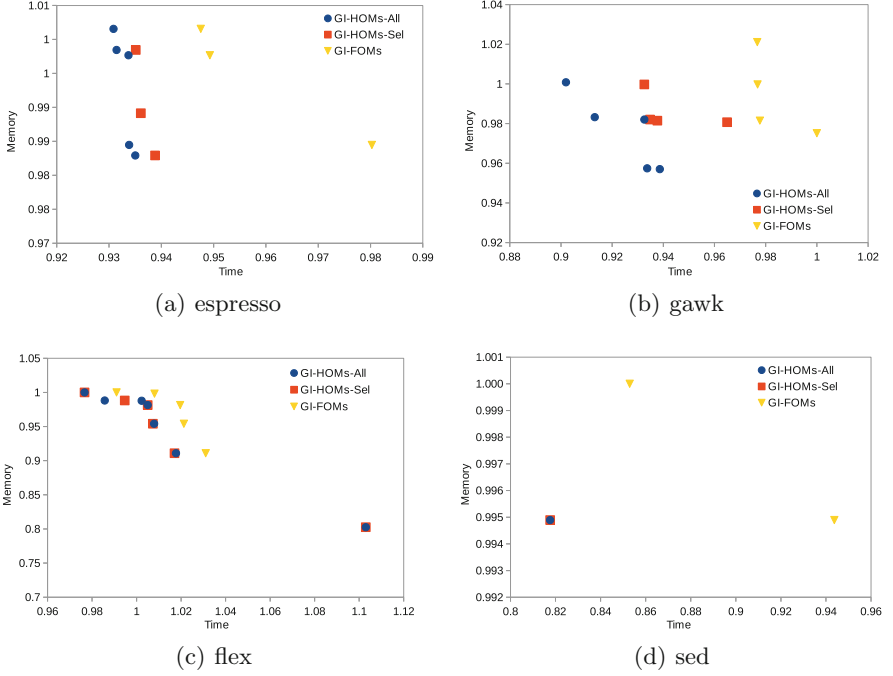 1.01
1
1
0.99
0.99
0.98
0.98
0.97
Memory
0.92 0.93 0.94 0.95 0.96 0.97 0.98 0.99
Time
GI-HOMs-All
GI-HOMs-Sel
GI-FOMs
(a) espresso
1.04
1.02
1
0.98
0.96
0.94
0.92
Memory
0.88 0.9 0.92 0.94 0.96 0.98 1 1.02
Time
GI-HOMs-All
GI-HOMs-Sel
GI-FOMs
(b) gawk
1.05
1
0.95
0.9
0.85
0.8
0.75
0.7
Memory
0.96 0.98 1 1.02 1.04 1.06 1.08 1.1 1.12
Time
GI-HOMs-All
GI-HOMs-Sel
GI-FOMs
(c) flex
1.001
1.000
0.999
0.998
0.997
0.996
0.995
0.994
0.993
0.992
Memory
0.8 0.82 0.84 0.86 0.88 0.9 0.92 0.94 0.96
Time
GI-HOMs-All
GI-HOMs-Sel
GI-FOMs
(d) sed